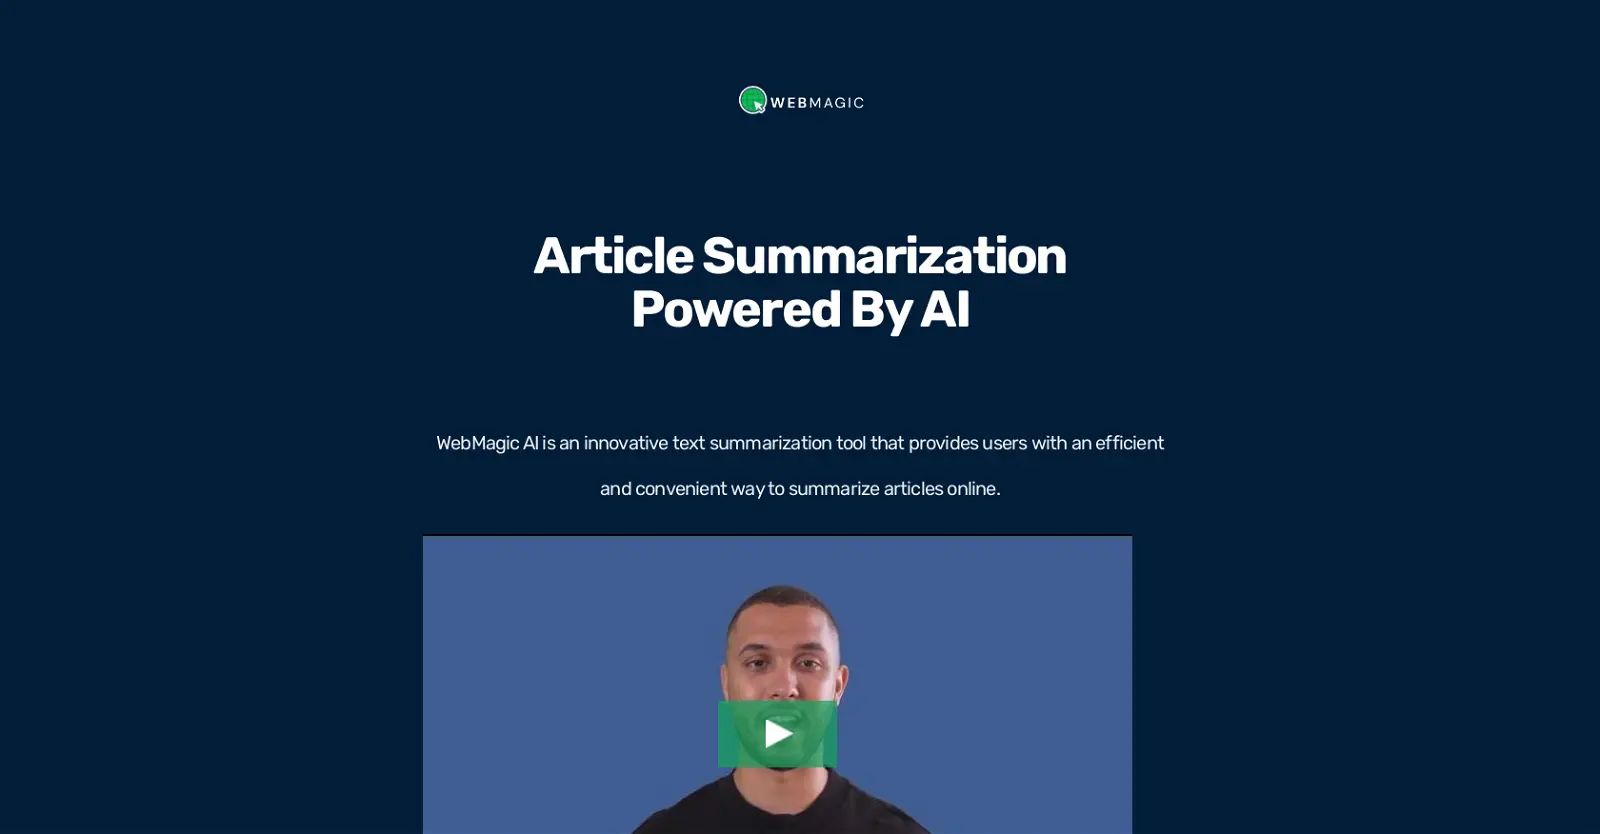 WEBMAGIC
Article Summarization
Powered By AI
WebMagic AI is an innovative text summarization tool that provides users with an efficient
and convenient way to summarize articles online.